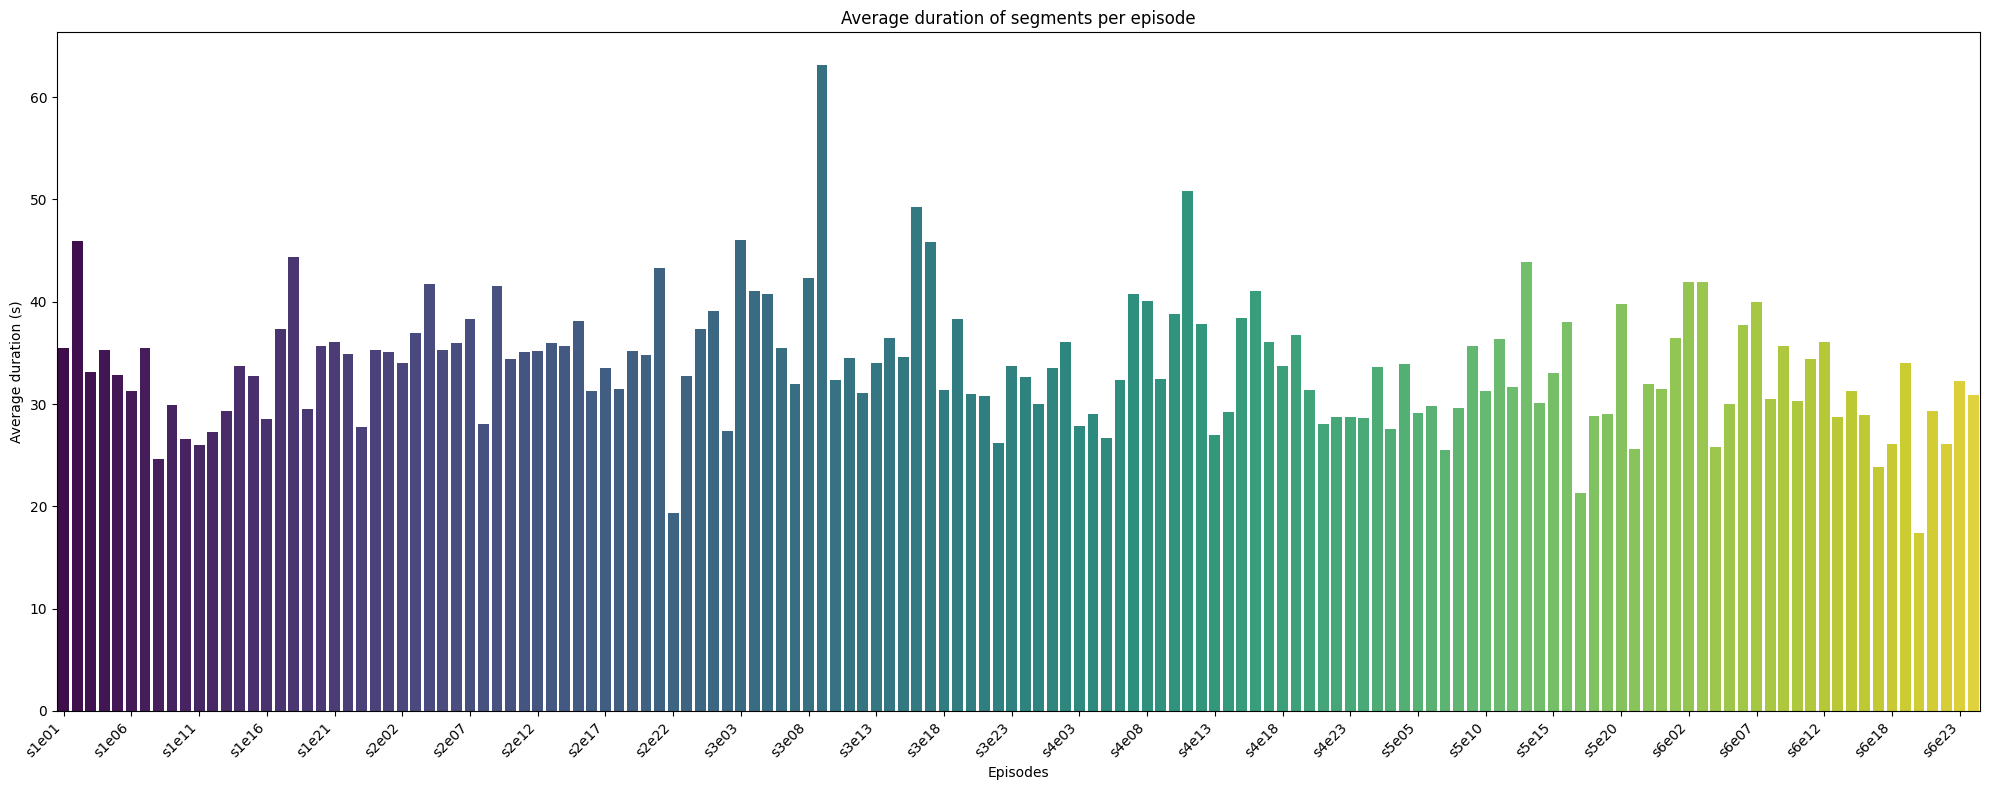 Average duration of segments per episode
Average duration (s)
60
50
40
30
20
10
0
s1e01
s1e06
s1e11
s1e16
s1e21
s2e02
s2e07
s2e12
s2e17
s2e22
s3e03
s3e08
s3e13
s3e18
s3e23
s4e03
s4e08
s4e13
s4e18
s4e23
s5e05
s5e10
s5e15
s5e20
s6e02
s6e07
s6e12
s6e18
s6e23
Episodes